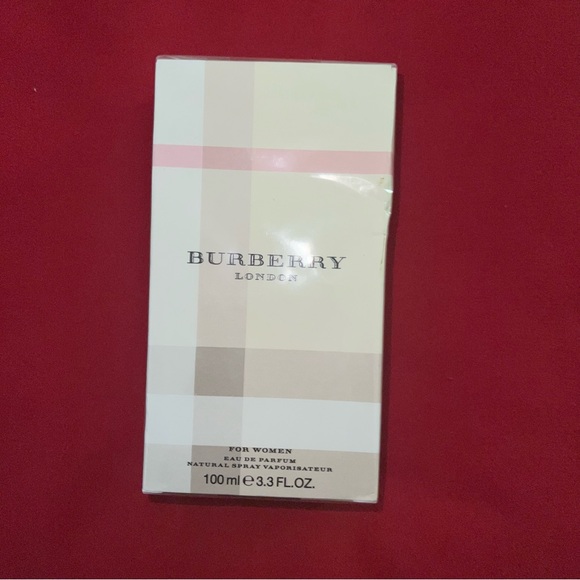 BURBERRY
LONDON
FOR WOMEN
EAU DE PARFUM
NATURAL SPRAY VAPORISATEUR
100 ml ℮ 3.3 FL.OZ.